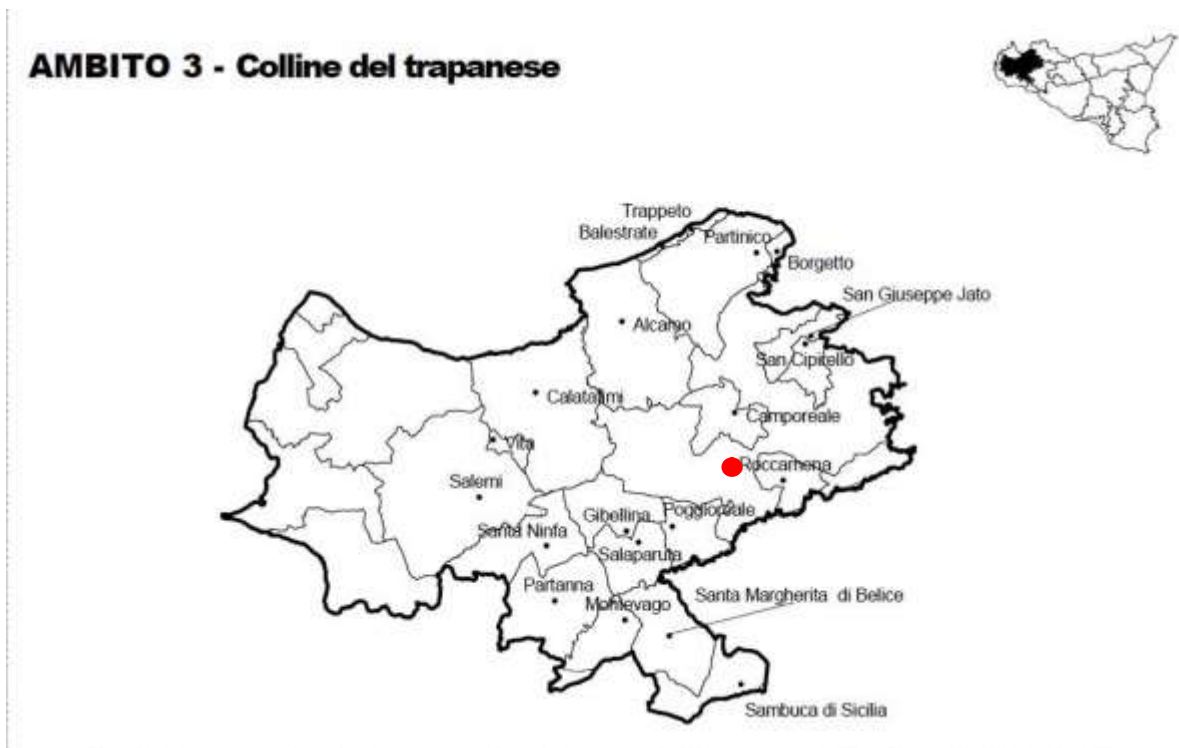 AMBITO 3 - Colline del trapanese
Trappeto
Balestrate
Partinico
Borgetto
San Giuseppe Jato
Alcamo
San Cipitello
Calatafimi
Camporeale
Vita
Roccamena
Salemi
Gibellina
Poggioreale
Santa Ninfa
Salaparuta
Partanna
Montevago
Santa Margherita di Belice
Sambuca di Sicilia